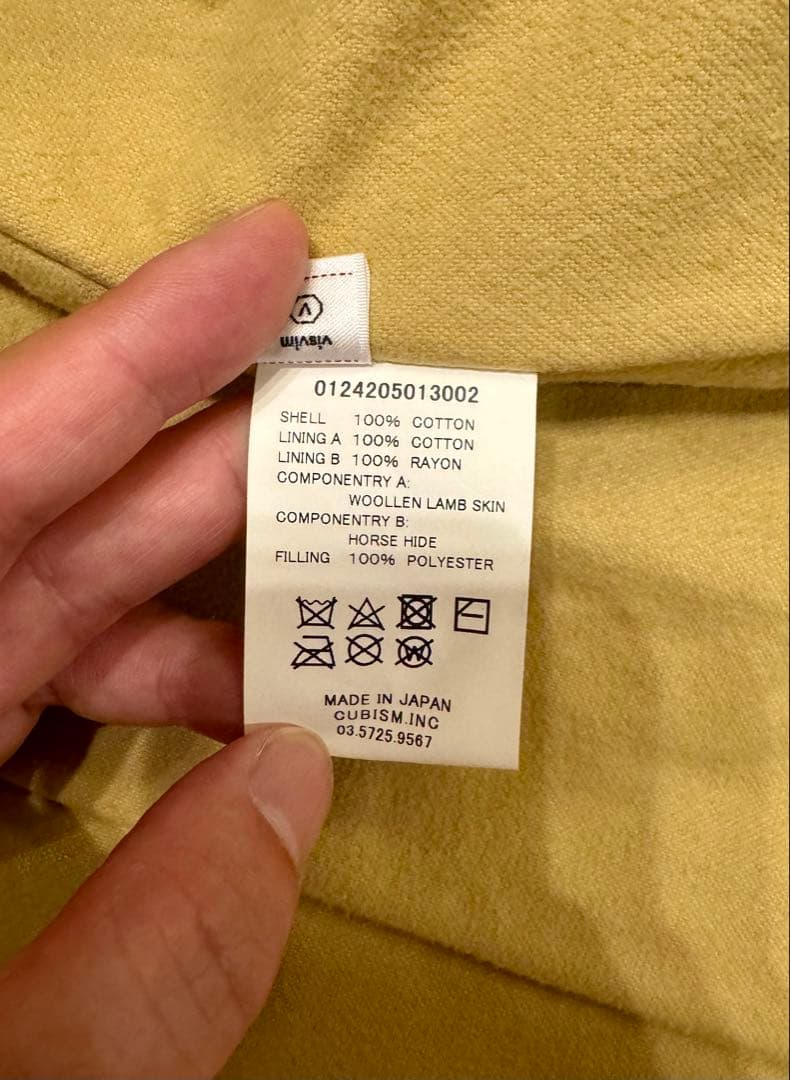 V
visvim
0124205013002
SHELL 100% COTTON
LINING A 100% COTTON
LINING B 100% RAYON
COMPONENTRY A:
WOOLLEN LAMB SKIN
COMPONENTRY B:
HORSE HIDE
FILLING 100% POLYESTER
W
MADE IN JAPAN
CUBISM.INC
03.5725.9567